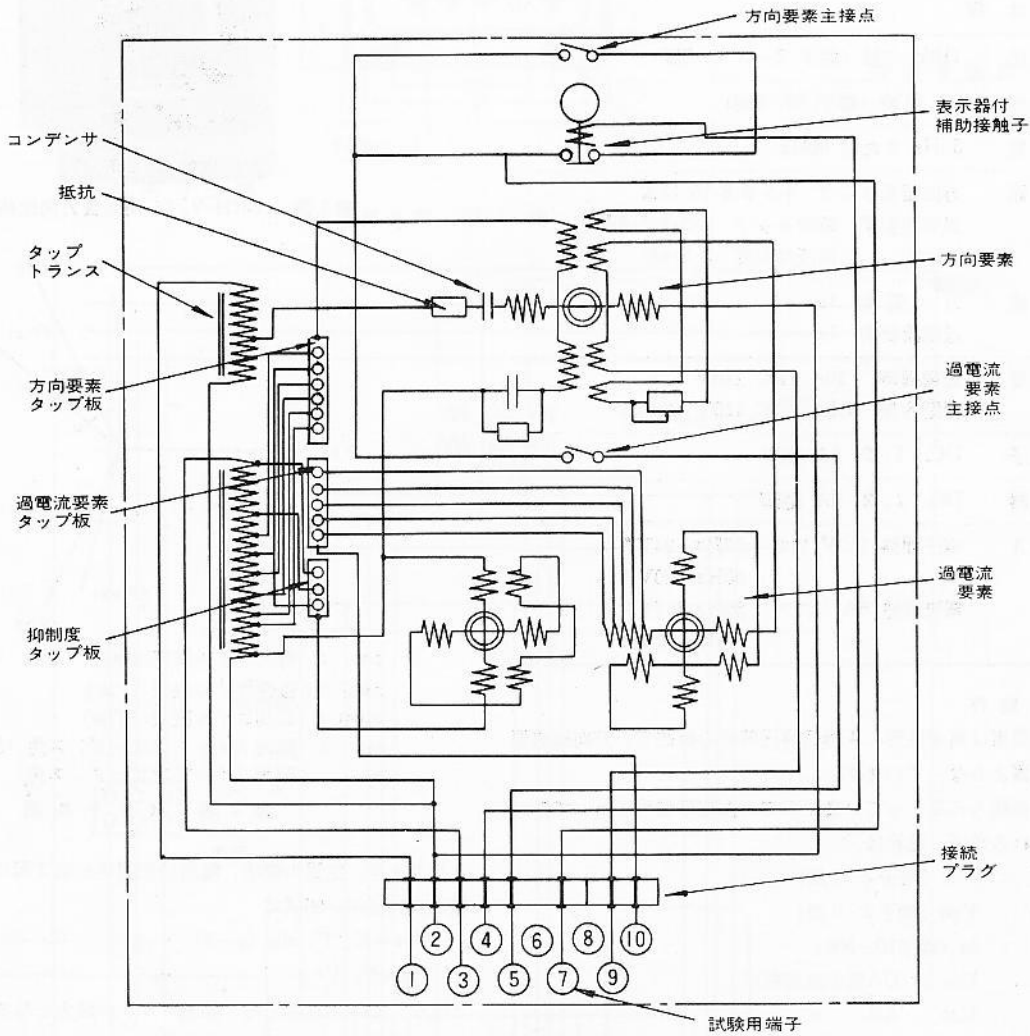 方向要素主接点
表示器付
補助接触子
コンデンサ
抵抗
タップ
トランス
方向要素
方向要素
タップ板
過電流
要素
主接点
過電流要素
タップ板
過電流
要素
抑制度
タップ板
接続
プラグ
② ④ ⑥ ⑧ ⑩
① ③ ⑤ ⑦ ⑨
試験用端子